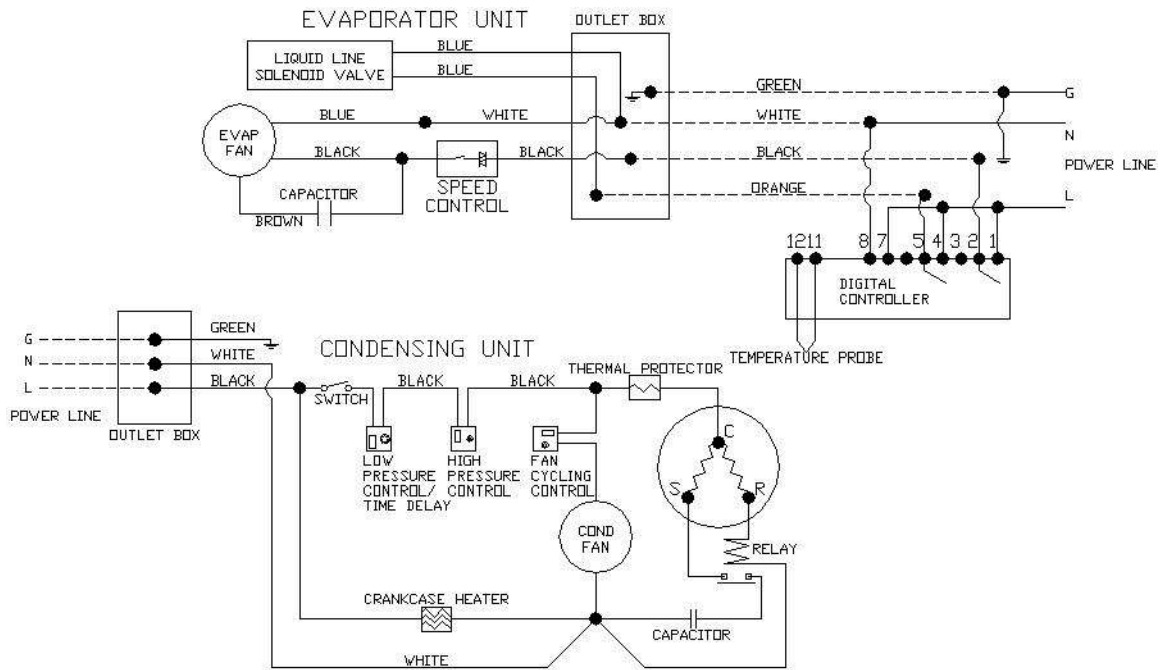 EVAPORATOR UNIT
OUTLET BOX
LIQUID LINE
SOLENOID VALVE
BLUE
BLUE
GREEN
G
EVAP
FAN
BLUE
WHITE
WHITE
N
BLACK
BLACK
BLACK
POWER LINE
SPEED
CONTROL
CAPACITOR
BROWN
ORANGE
L
12 11 8 7 5 4 3 2 1
DIGITAL
CONTROLLER
TEMPERATURE PROBE
CONDENSING UNIT
G
GREEN
N
WHITE
L
BLACK
POWER LINE
OUTLET BOX
SWITCH
BLACK
BLACK
THERMAL PROTECTOR
LOW
PRESSURE
CONTROL/
TIME DELAY
HIGH
PRESSURE
CONTROL
FAN
CYCLING
CONTROL
C
S
R
COND
FAN
RELAY
CRANKCASE HEATER
CAPACITOR
WHITE